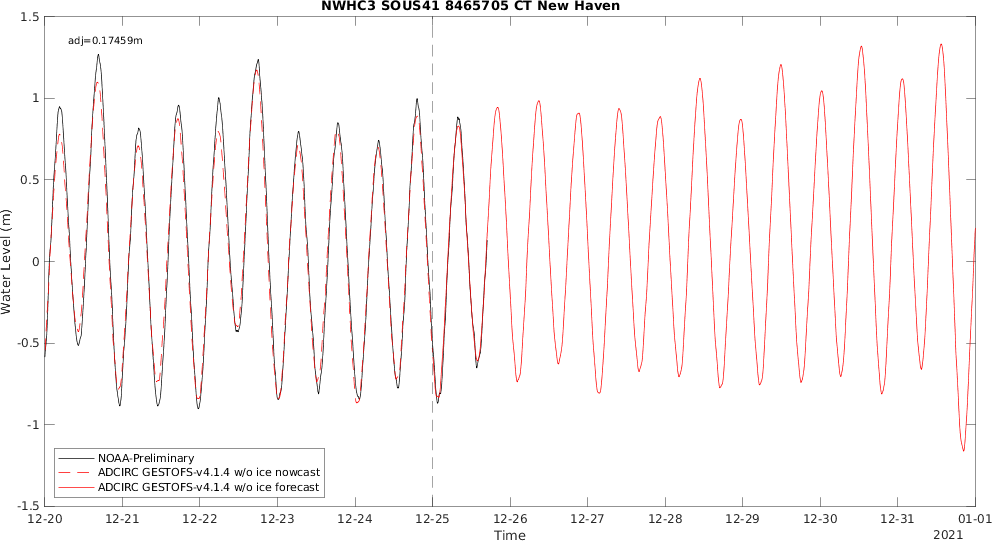 NWHC3 SOUS41 8465705 CT New Haven
adj=0.17459m
1.5
1
0.5
0
-0.5
-1
-1.5
Water Level (m)
NOAA-Preliminary
ADCIRC GESTOFS-v4.1.4 w/o ice nowcast
ADCIRC GESTOFS-v4.1.4 w/o ice forecast
12-20 12-21 12-22 12-23 12-24 12-25 12-26 12-27 12-28 12-29 12-30 12-31 01-01
Time
2021